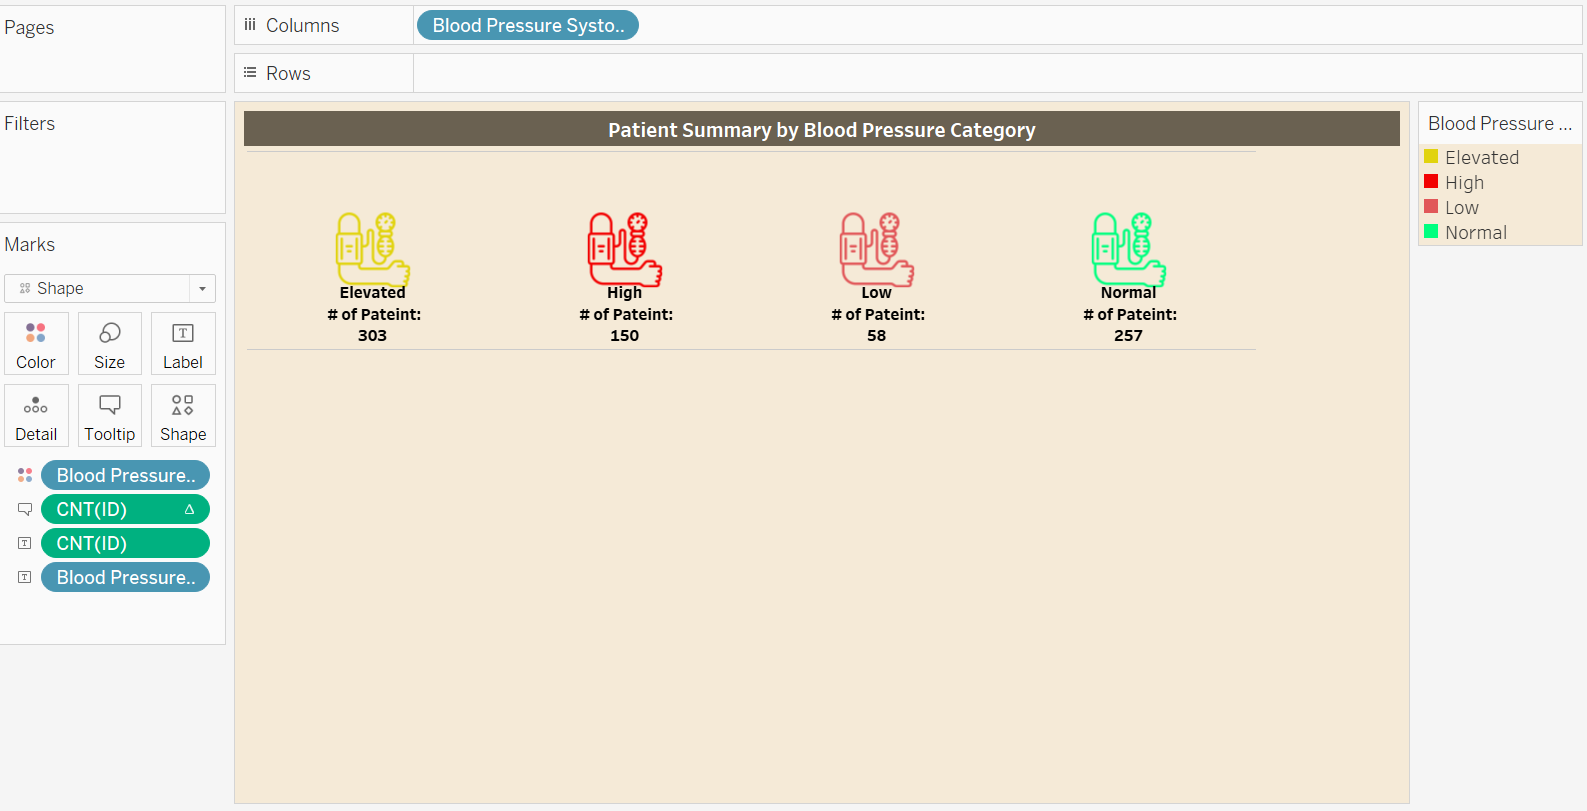 Pages
Columns
Blood Pressure Systo..
Rows
Filters
Patient Summary by Blood Pressure Category
Blood Pressure ...
Elevated
High
Low
Normal
Elevated
# of Pateint:
303
High
# of Pateint:
150
Low
# of Pateint:
58
Normal
# of Pateint:
257
Marks
Shape
Color
Size
T
Label
Detail
Tooltip
Shape
Blood Pressure..
CNT(ID) Δ
T CNT(ID)
T Blood Pressure..